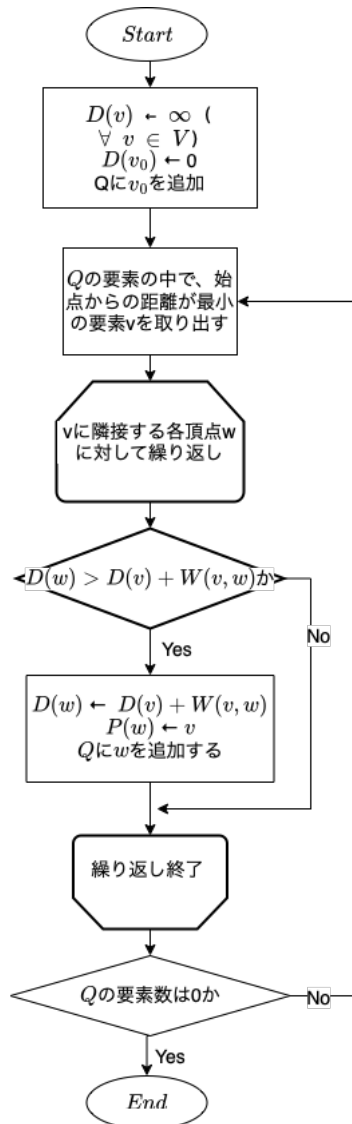 Start
D(v) ← ∞ (
∀ v ∈ V)
D(v₀) ←0
Qにv₀を追加
Qの要素の中で、始
点からの距離が最小
の要素vを取り出す
vに隣接する各頂点w
に対して繰り返し
D(w) > D(v) + W(v, w)か
No
Yes
D(w) ← D(v) + W(v, w)
P(w) ← v
Qにwを追加する
繰り返し終了
Qの要素数は0か
No
Yes
End